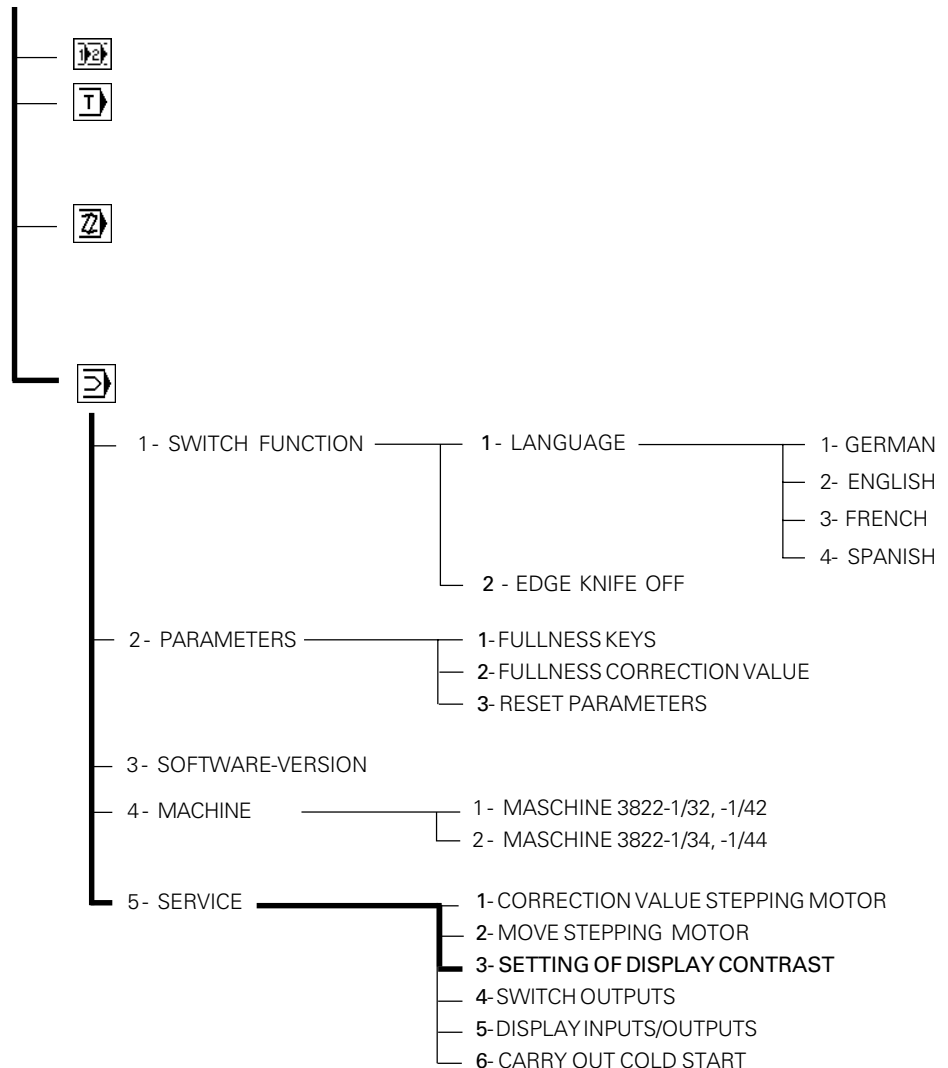 12
T
1 - SWITCH FUNCTION 1 - LANGUAGE 1- GERMAN
2- ENGLISH
3- FRENCH
4- SPANISH
2 - EDGE KNIFE OFF
2 - PARAMETERS 1- FULLNESS KEYS
2- FULLNESS CORRECTION VALUE
3- RESET PARAMETERS
3 - SOFTWARE-VERSION
4 - MACHINE 1 - MASCHINE 3822-1/32, -1/42
2 - MASCHINE 3822-1/34, -1/44
5 - SERVICE 1- CORRECTION VALUE STEPPING MOTOR
2- MOVE STEPPING MOTOR
3- SETTING OF DISPLAY CONTRAST
4- SWITCH OUTPUTS
5- DISPLAY INPUTS/OUTPUTS
6- CARRY OUT COLD START